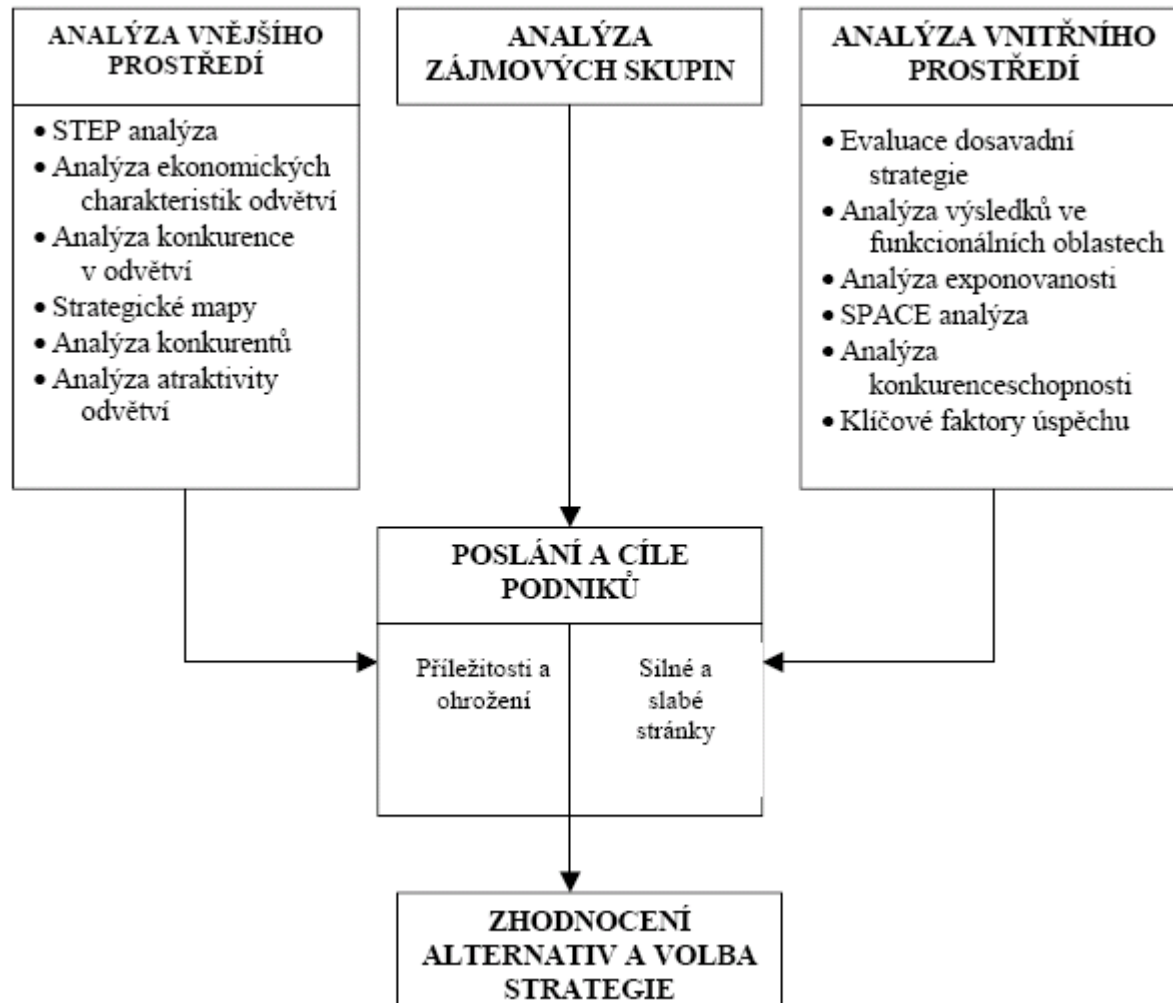 ANALÝZA VNĚJŠÍHO
PROSTŘEDÍ
• STEP analýza
• Analýza ekonomických
charakteristik odvětví
• Analýza konkurence
v odvětví
• Strategické mapy
• Analýza konkurentů
• Analýza atraktivity
odvětví
ANALÝZA
ZÁJMOVÝCH SKUPIN
ANALÝZA VNITŘNÍHO
PROSTŘEDÍ
• Evaluace dosavadní
strategie
• Analýza výsledků ve
funkcionálních oblastech
• Analýza exponovanosti
• SPACE analýza
• Analýza
konkurenceschopnosti
• Klíčové faktory úspěchu
POSLÁNÍ A CÍLE
PODNIKŮ
Příležitosti a
ohrožení
Silné a
slabé
stránky
ZHODNOCENÍ
ALTERNATIV A VOLBA
STRATEGIE